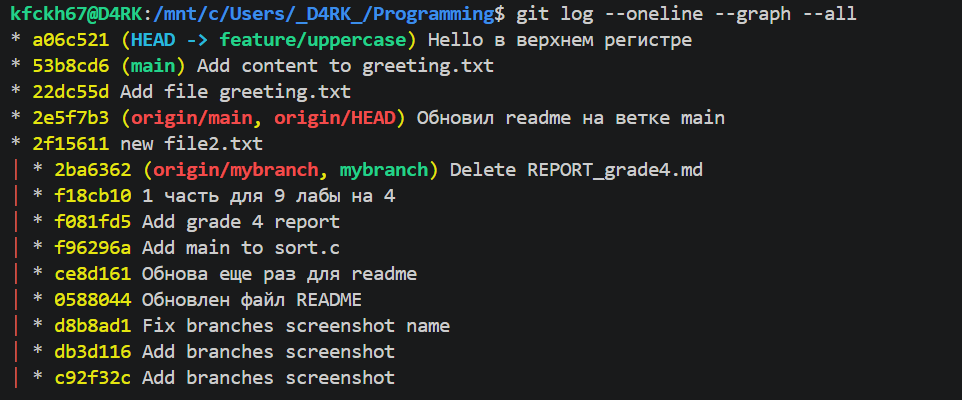 kfckh67@D4RK:/mnt/c/Users/_D4RK_/Programming$ git log --oneline --graph --all
* a06c521 (HEAD -> feature/uppercase) Hello в верхнем регистре
* 53b8cd6 (main) Add content to greeting.txt
* 22dc55d Add file greeting.txt
* 2e5f7b3 (origin/main, origin/HEAD) Обновил readme на ветке main
* 2f15611 new file2.txt
| * 2ba6362 (origin/mybranch, mybranch) Delete REPORT_grade4.md
| * f18cb10 1 часть для 9 лабы на 4
| * f081fd5 Add grade 4 report
| * f96296a Add main to sort.c
| * ce8d161 Обнова еще раз для readme
| * 0588044 Обновлен файл README
| * d8b8ad1 Fix branches screenshot name
| * db3d116 Add branches screenshot
| * c92f32c Add branches screenshot